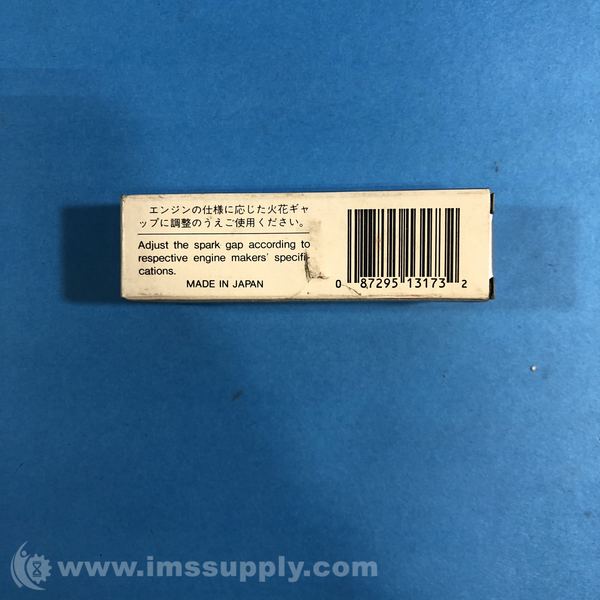 エンジンの仕様に応じた火花ギャ
ップに調整のうえご使用ください。
Adjust the spark gap according to
respective engine makers' specifi-
cations.
MADE IN JAPAN
0 87295 13173 2
www.imssupply.com